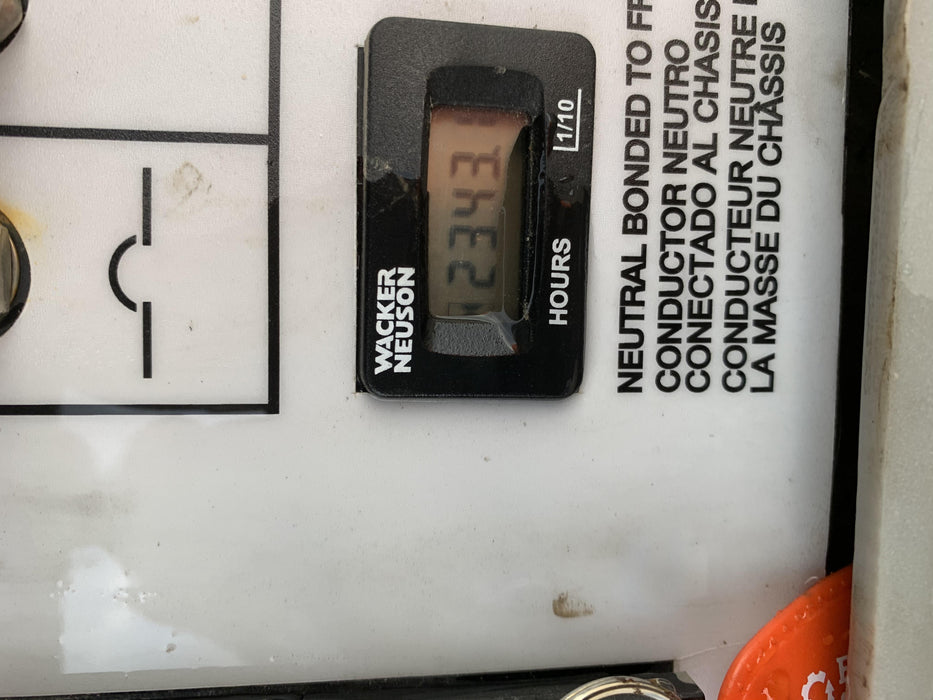 WACKER
NEUSON
2343.
HOURS 1/10
NEUTRAL BONDED TO
CONDUCTOR NEUTRO
CONECTADO AL CHASIS
CONDUCTEUR NEUTRE
LA MASSE DU CHÂSSIS